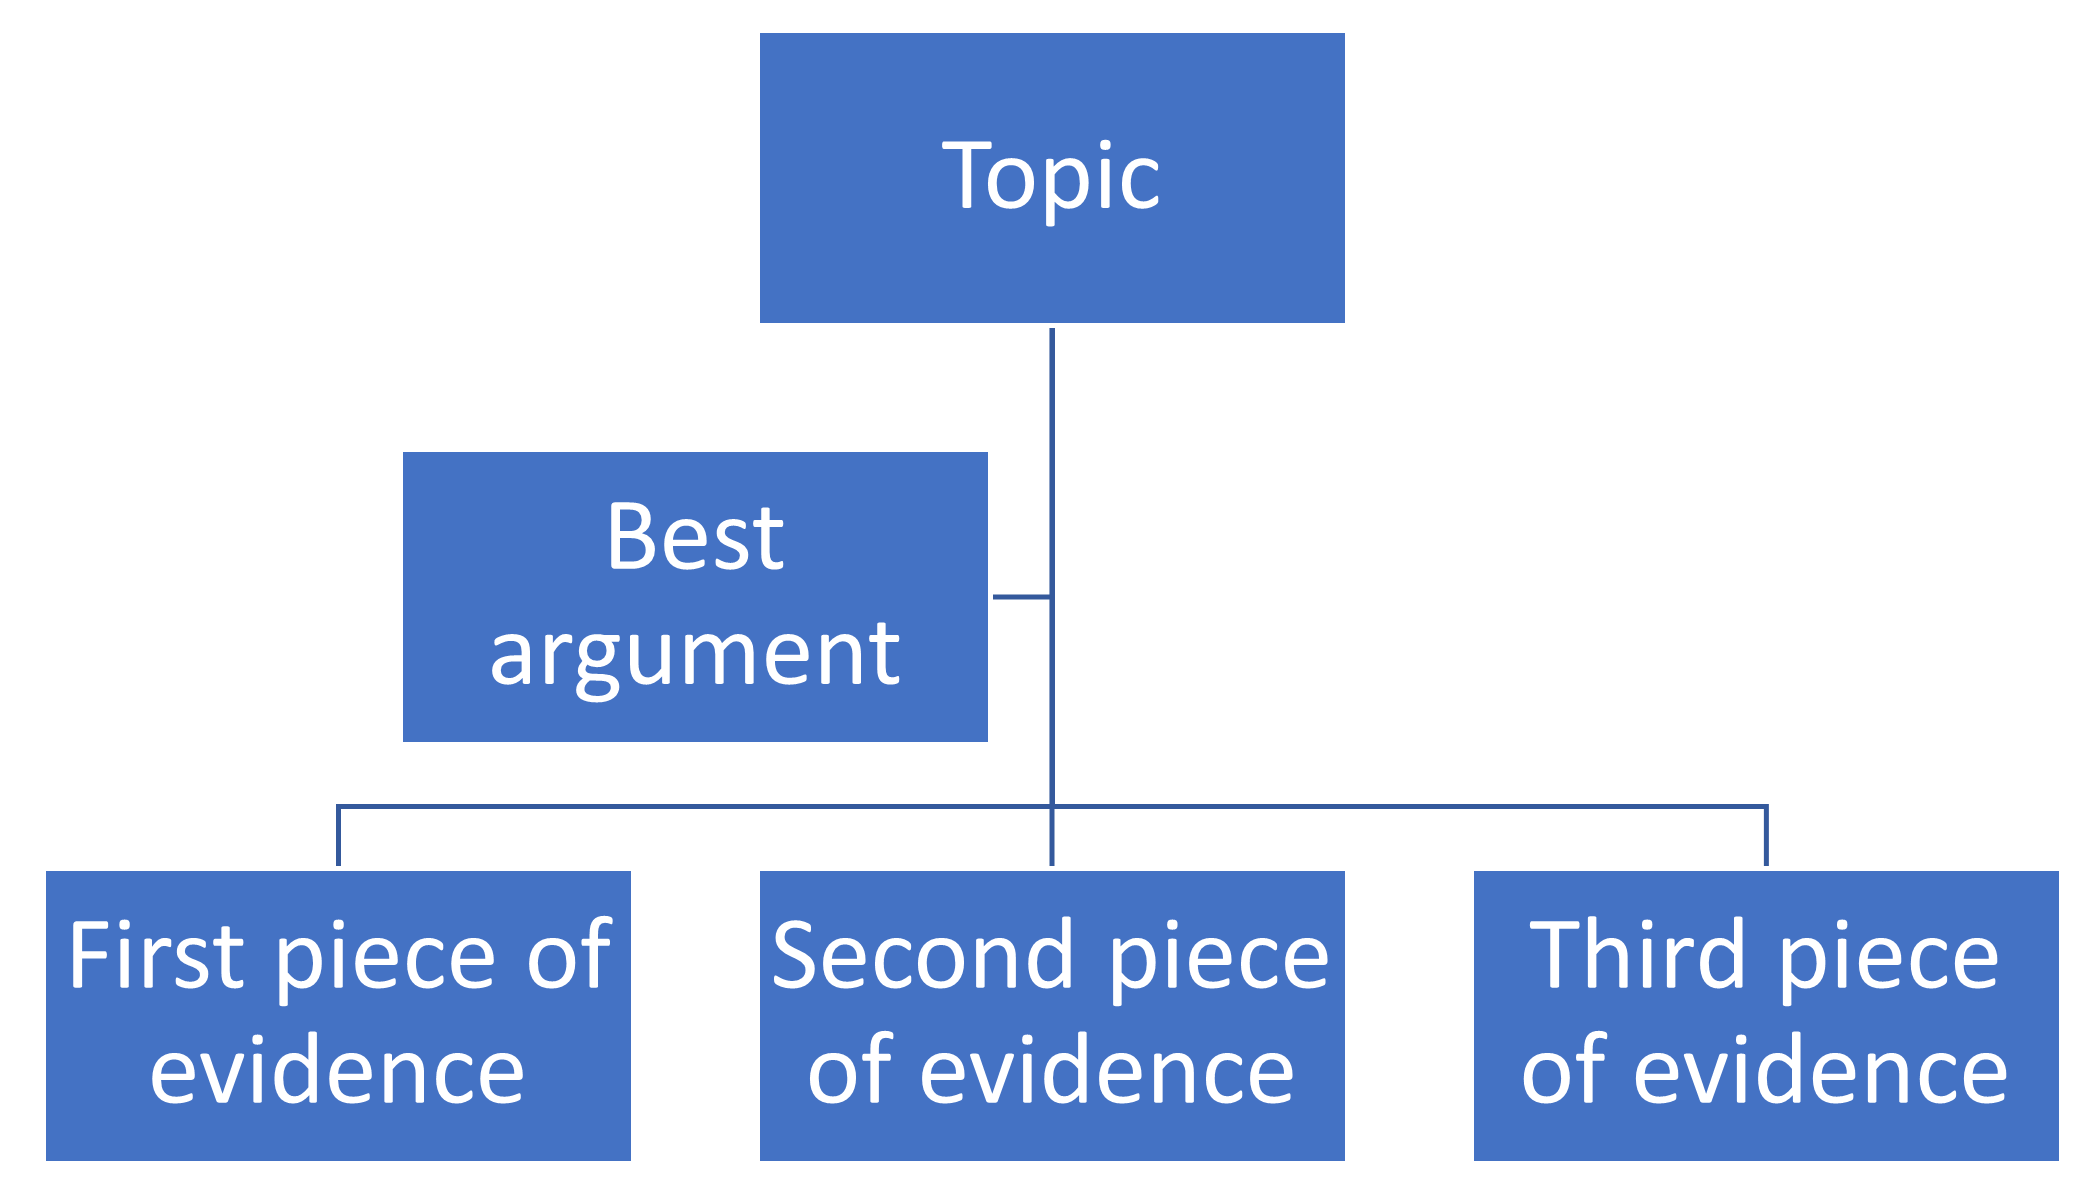 Topic
Best
argument
First piece of
evidence
Second piece
of evidence
Third piece
of evidence